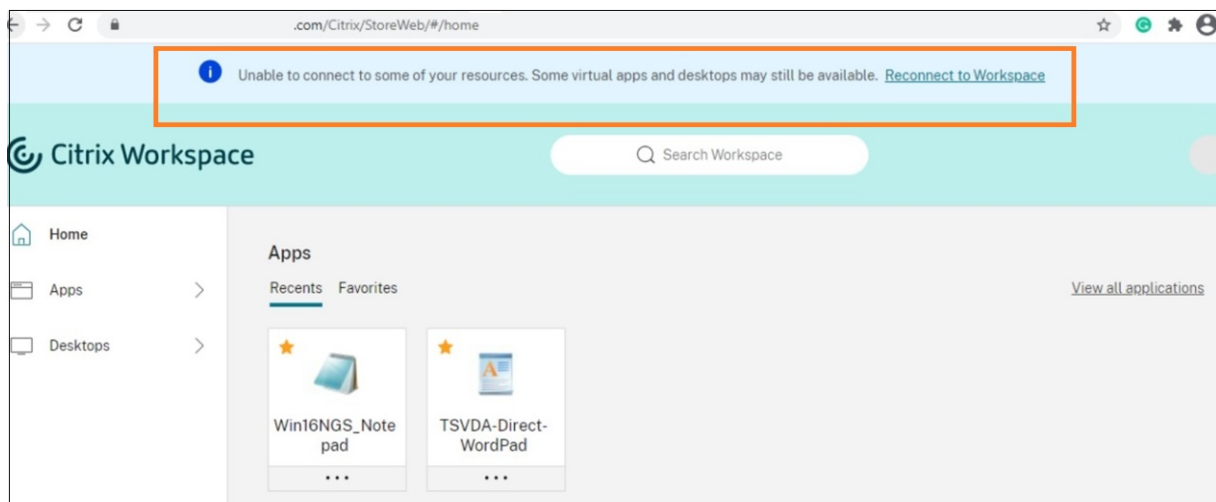 .com/Citrix/StoreWeb/#/home
Unable to connect to some of your resources. Some virtual apps and desktops may still be available. Reconnect to Workspace
Citrix Workspace
Search Workspace
Home
Apps
Desktops
Apps
Recents Favorites
View all applications
Win16NGS_Note
pad
TSVDA-Direct-
WordPad